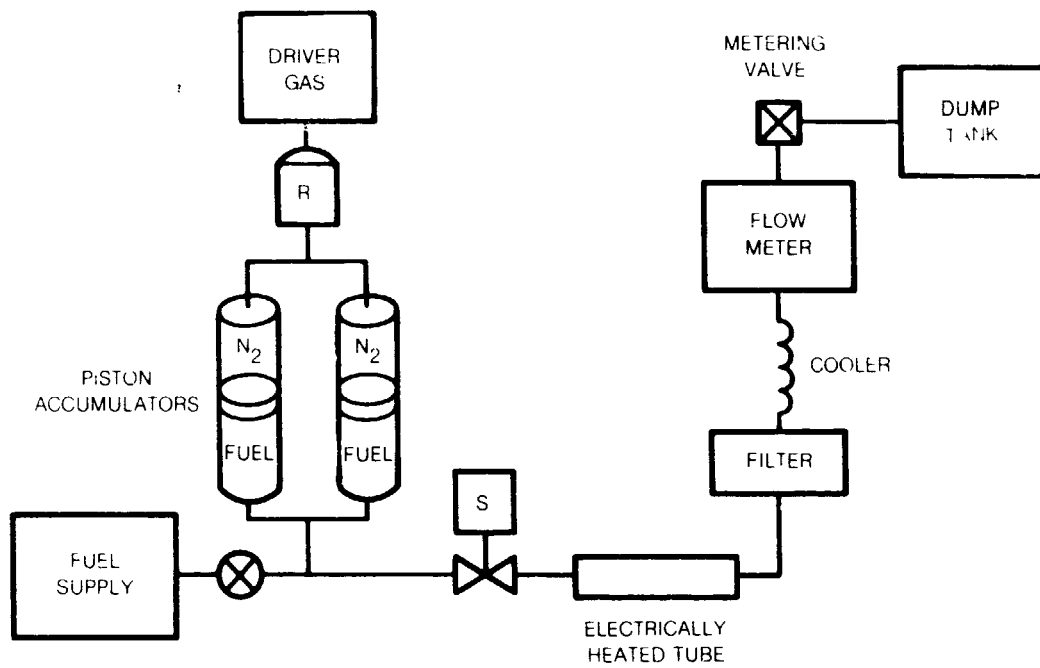 DRIVER
GAS
METERING
VALVE
DUMP
TANK
R
FLOW
METER
N2
N2
PISTON
ACCUMULATORS
COOLER
FUEL
FUEL
FILTER
S
FUEL
SUPPLY
ELECTRICALLY
HEATED TUBE